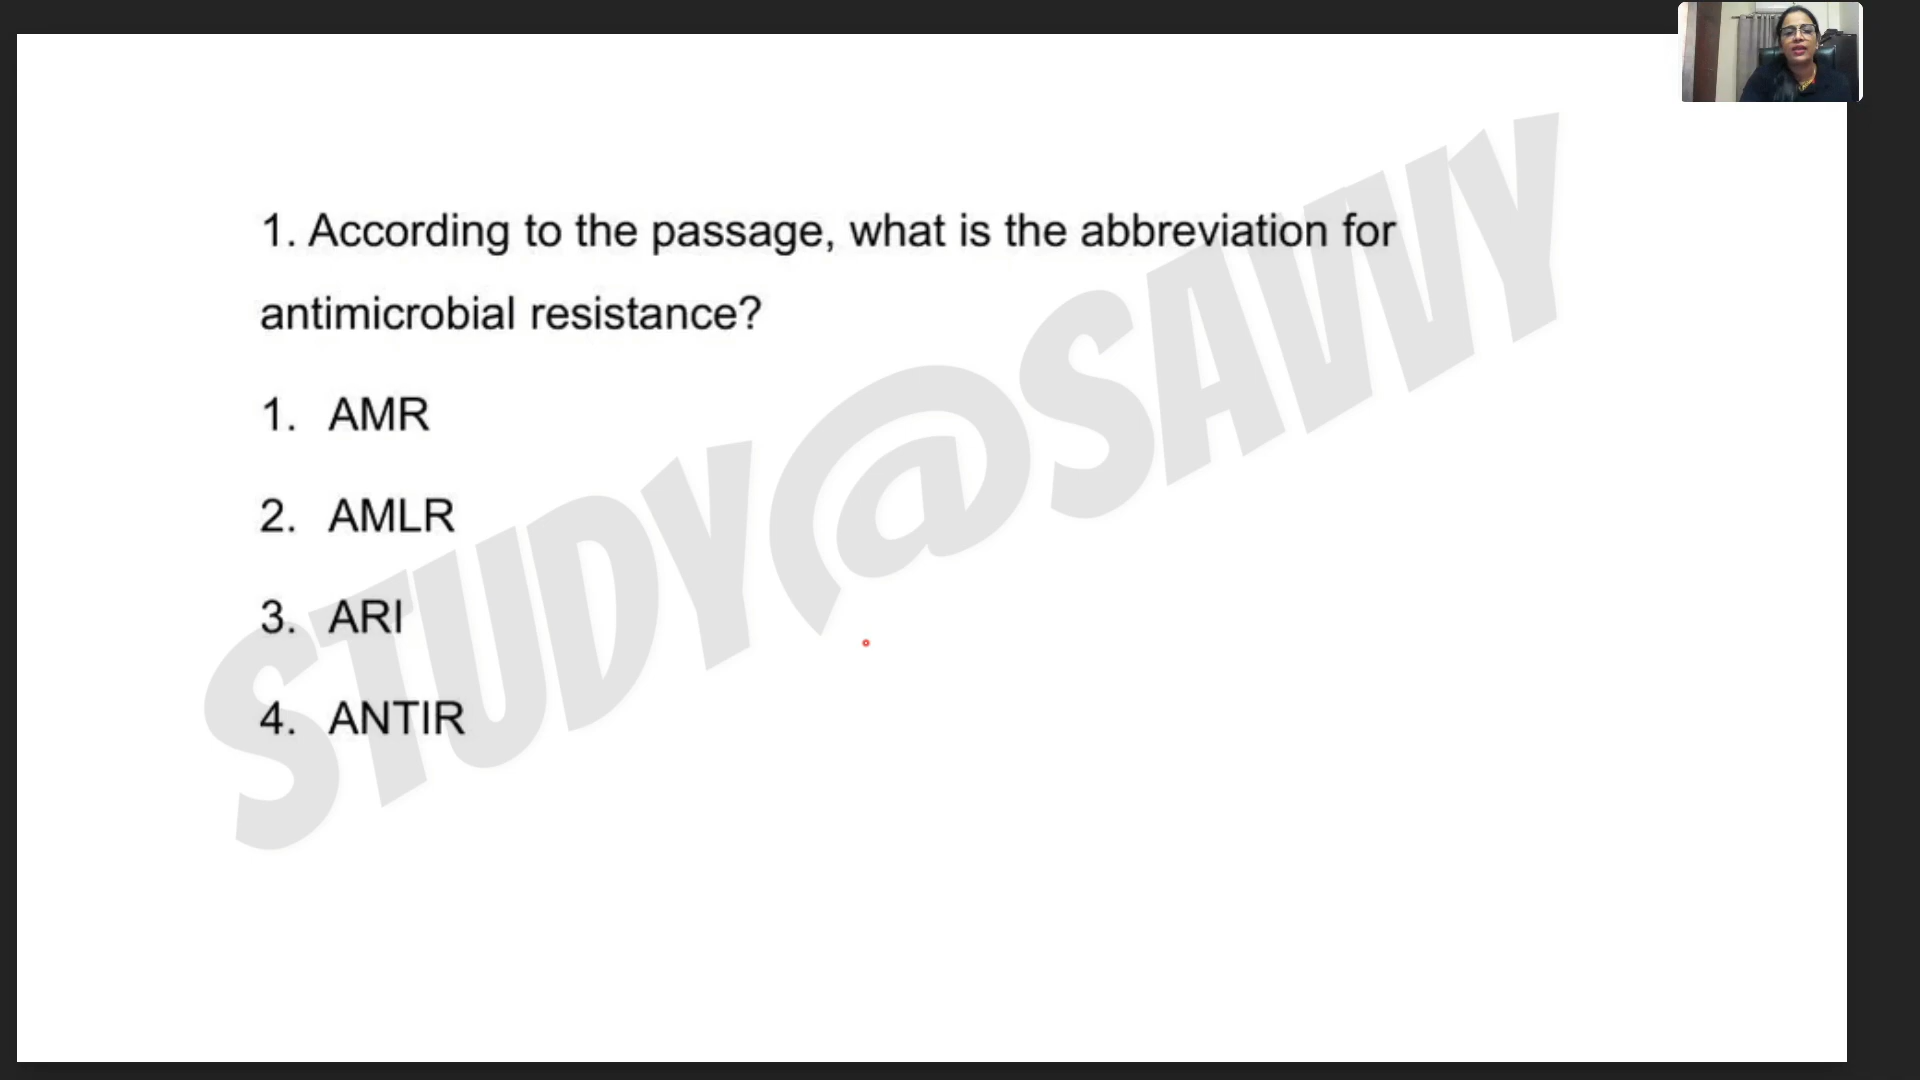 1. According to the passage, what is the abbreviation for
antimicrobial resistance?
1. AMR
2. AMLR
3. ARI
4. ANTIR
STUDY@SAVVY